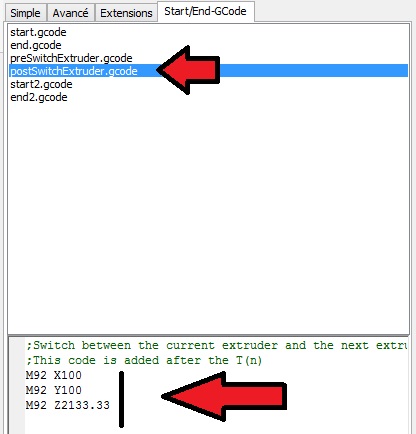 Simple Avancé Extensions Start/End-GCode
start.gcode
end.gcode
preSwitchExtruder.gcode
postSwitchExtruder.gcode
start2.gcode
end2.gcode
;Switch between the current extruder and the next extru
;This code is added after the T(n)
M92 X100
M92 Y100
M92 Z2133.33